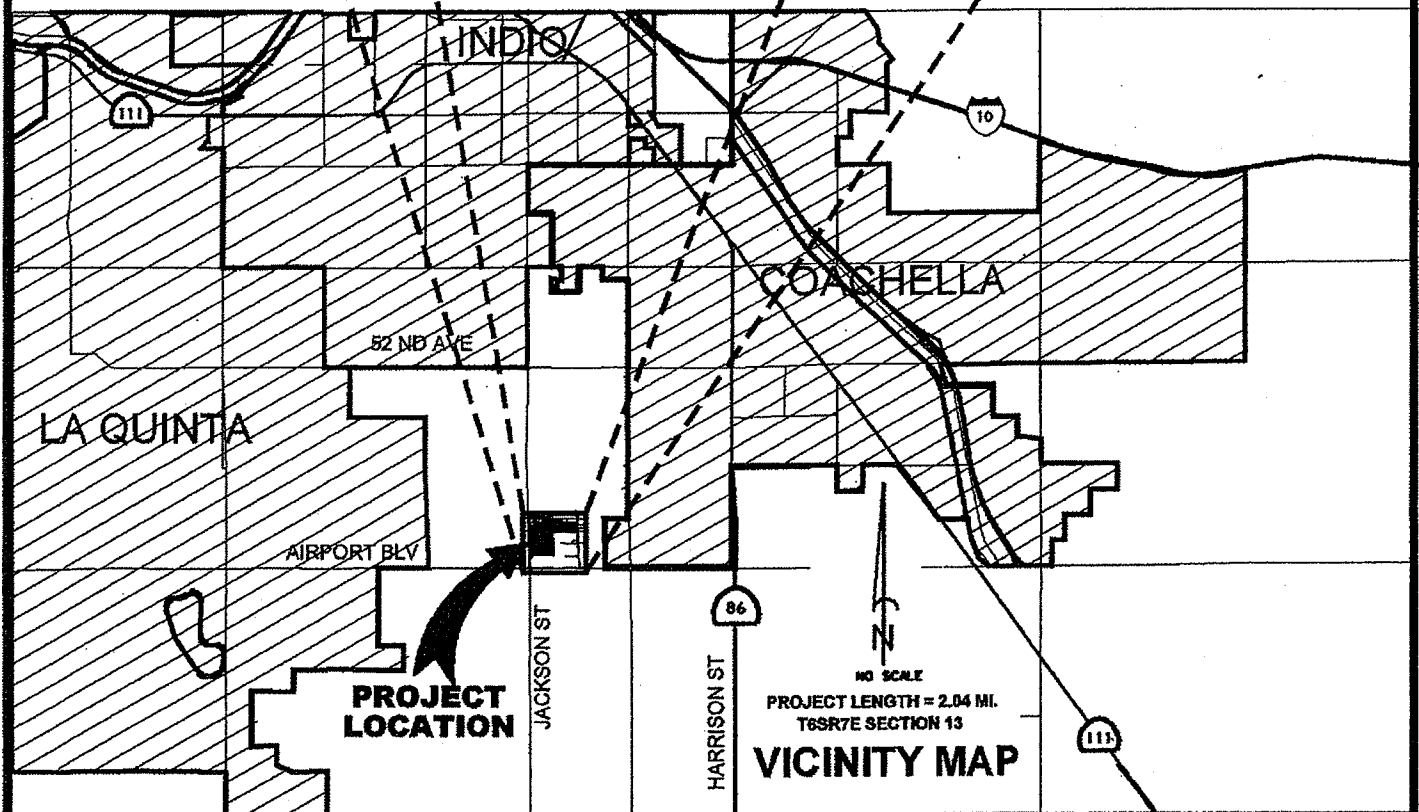 INDIO
111
10
COACHELLA
52 ND AVE
LA QUINTA
AIRPORT BLV
86
N
NO SCALE
PROJECT
LOCATION
JACKSON ST
HARRISON ST
PROJECT LENGTH = 2.04 MI.
T6SR7E SECTION 13
VICINITY MAP
111